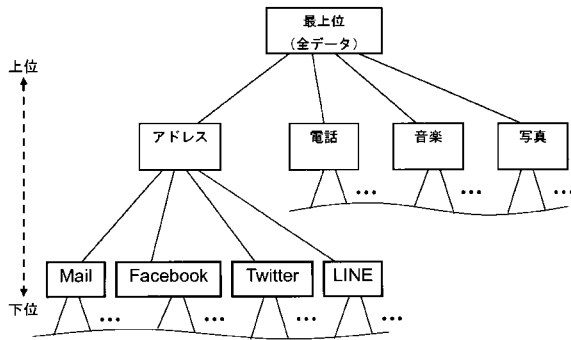 最上位
(全データ)
上位
アドレス
電話
音楽
写真
... ... ...
Mail
Facebook
Twitter
LINE
下位
... ... ... ...